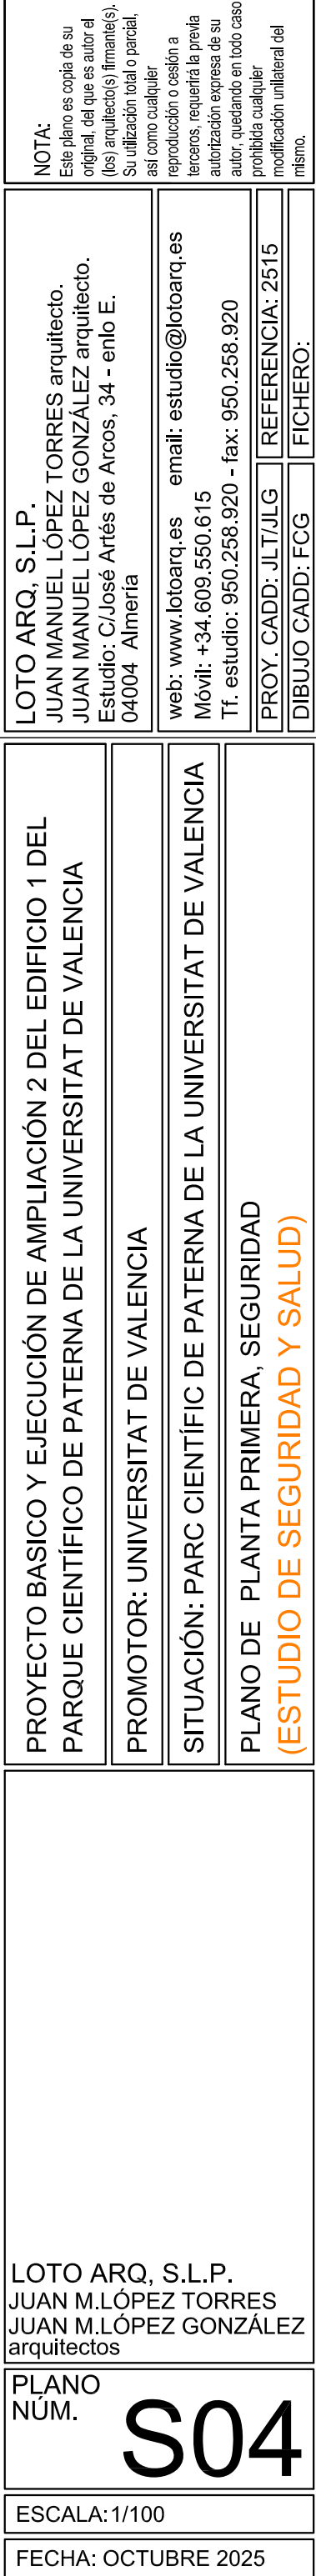 NOTA:
Este plano es copia de su
original, del que es autor el
(los) arquitecto(s) firmante(s).
Su utilización total o parcial,
así como cualquier
reproducción o cesión a
terceros, requerirá la previa
autorización expresa de su
autor, quedando en todo caso
prohibida cualquier
modificación unilateral del
mismo.
LOTO ARQ, S.L.P.
JUAN MANUEL LÓPEZ TORRES arquitecto.
JUAN MANUEL LÓPEZ GONZÁLEZ arquitecto.
Estudio: C/José Artés de Arcos, 34 - enlo E.
04004 Almería
web: www.lotoarq.es email: estudio@lotoarq.es
Móvil: +34.609.550.615
Tf. estudio: 950.258.920 - fax: 950.258.920
PROY. CADD: JLT/JLG REFERENCIA: 2515
DIBUJO CADD: FCG FICHERO:
PROYECTO BASICO Y EJECUCIÓN DE AMPLIACIÓN 2 DEL EDIFICIO 1 DEL
PARQUE CIENTÍFICO DE PATERNA DE LA UNIVERSITAT DE VALENCIA
PROMOTOR: UNIVERSITAT DE VALENCIA
SITUACIÓN: PARC CIENTÍFIC DE PATERNA DE LA UNIVERSITAT DE VALENCIA
PLANO DE PLANTA PRIMERA, SEGURIDAD
(ESTUDIO DE SEGURIDAD Y SALUD)
LOTO ARQ, S.L.P.
JUAN M.LÓPEZ TORRES
JUAN M.LÓPEZ GONZÁLEZ
arquitectos
PLANO
NÚM.
S04
ESCALA:1/100
FECHA: OCTUBRE 2025